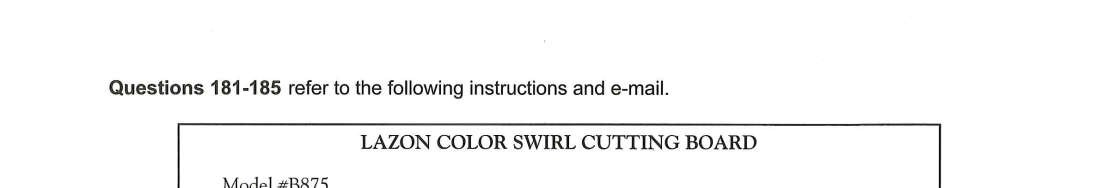 Questions 181-185 refer to the following instructions and e-mail.
LAZON COLOR SWIRL CUTTING BOARD
Model #B875